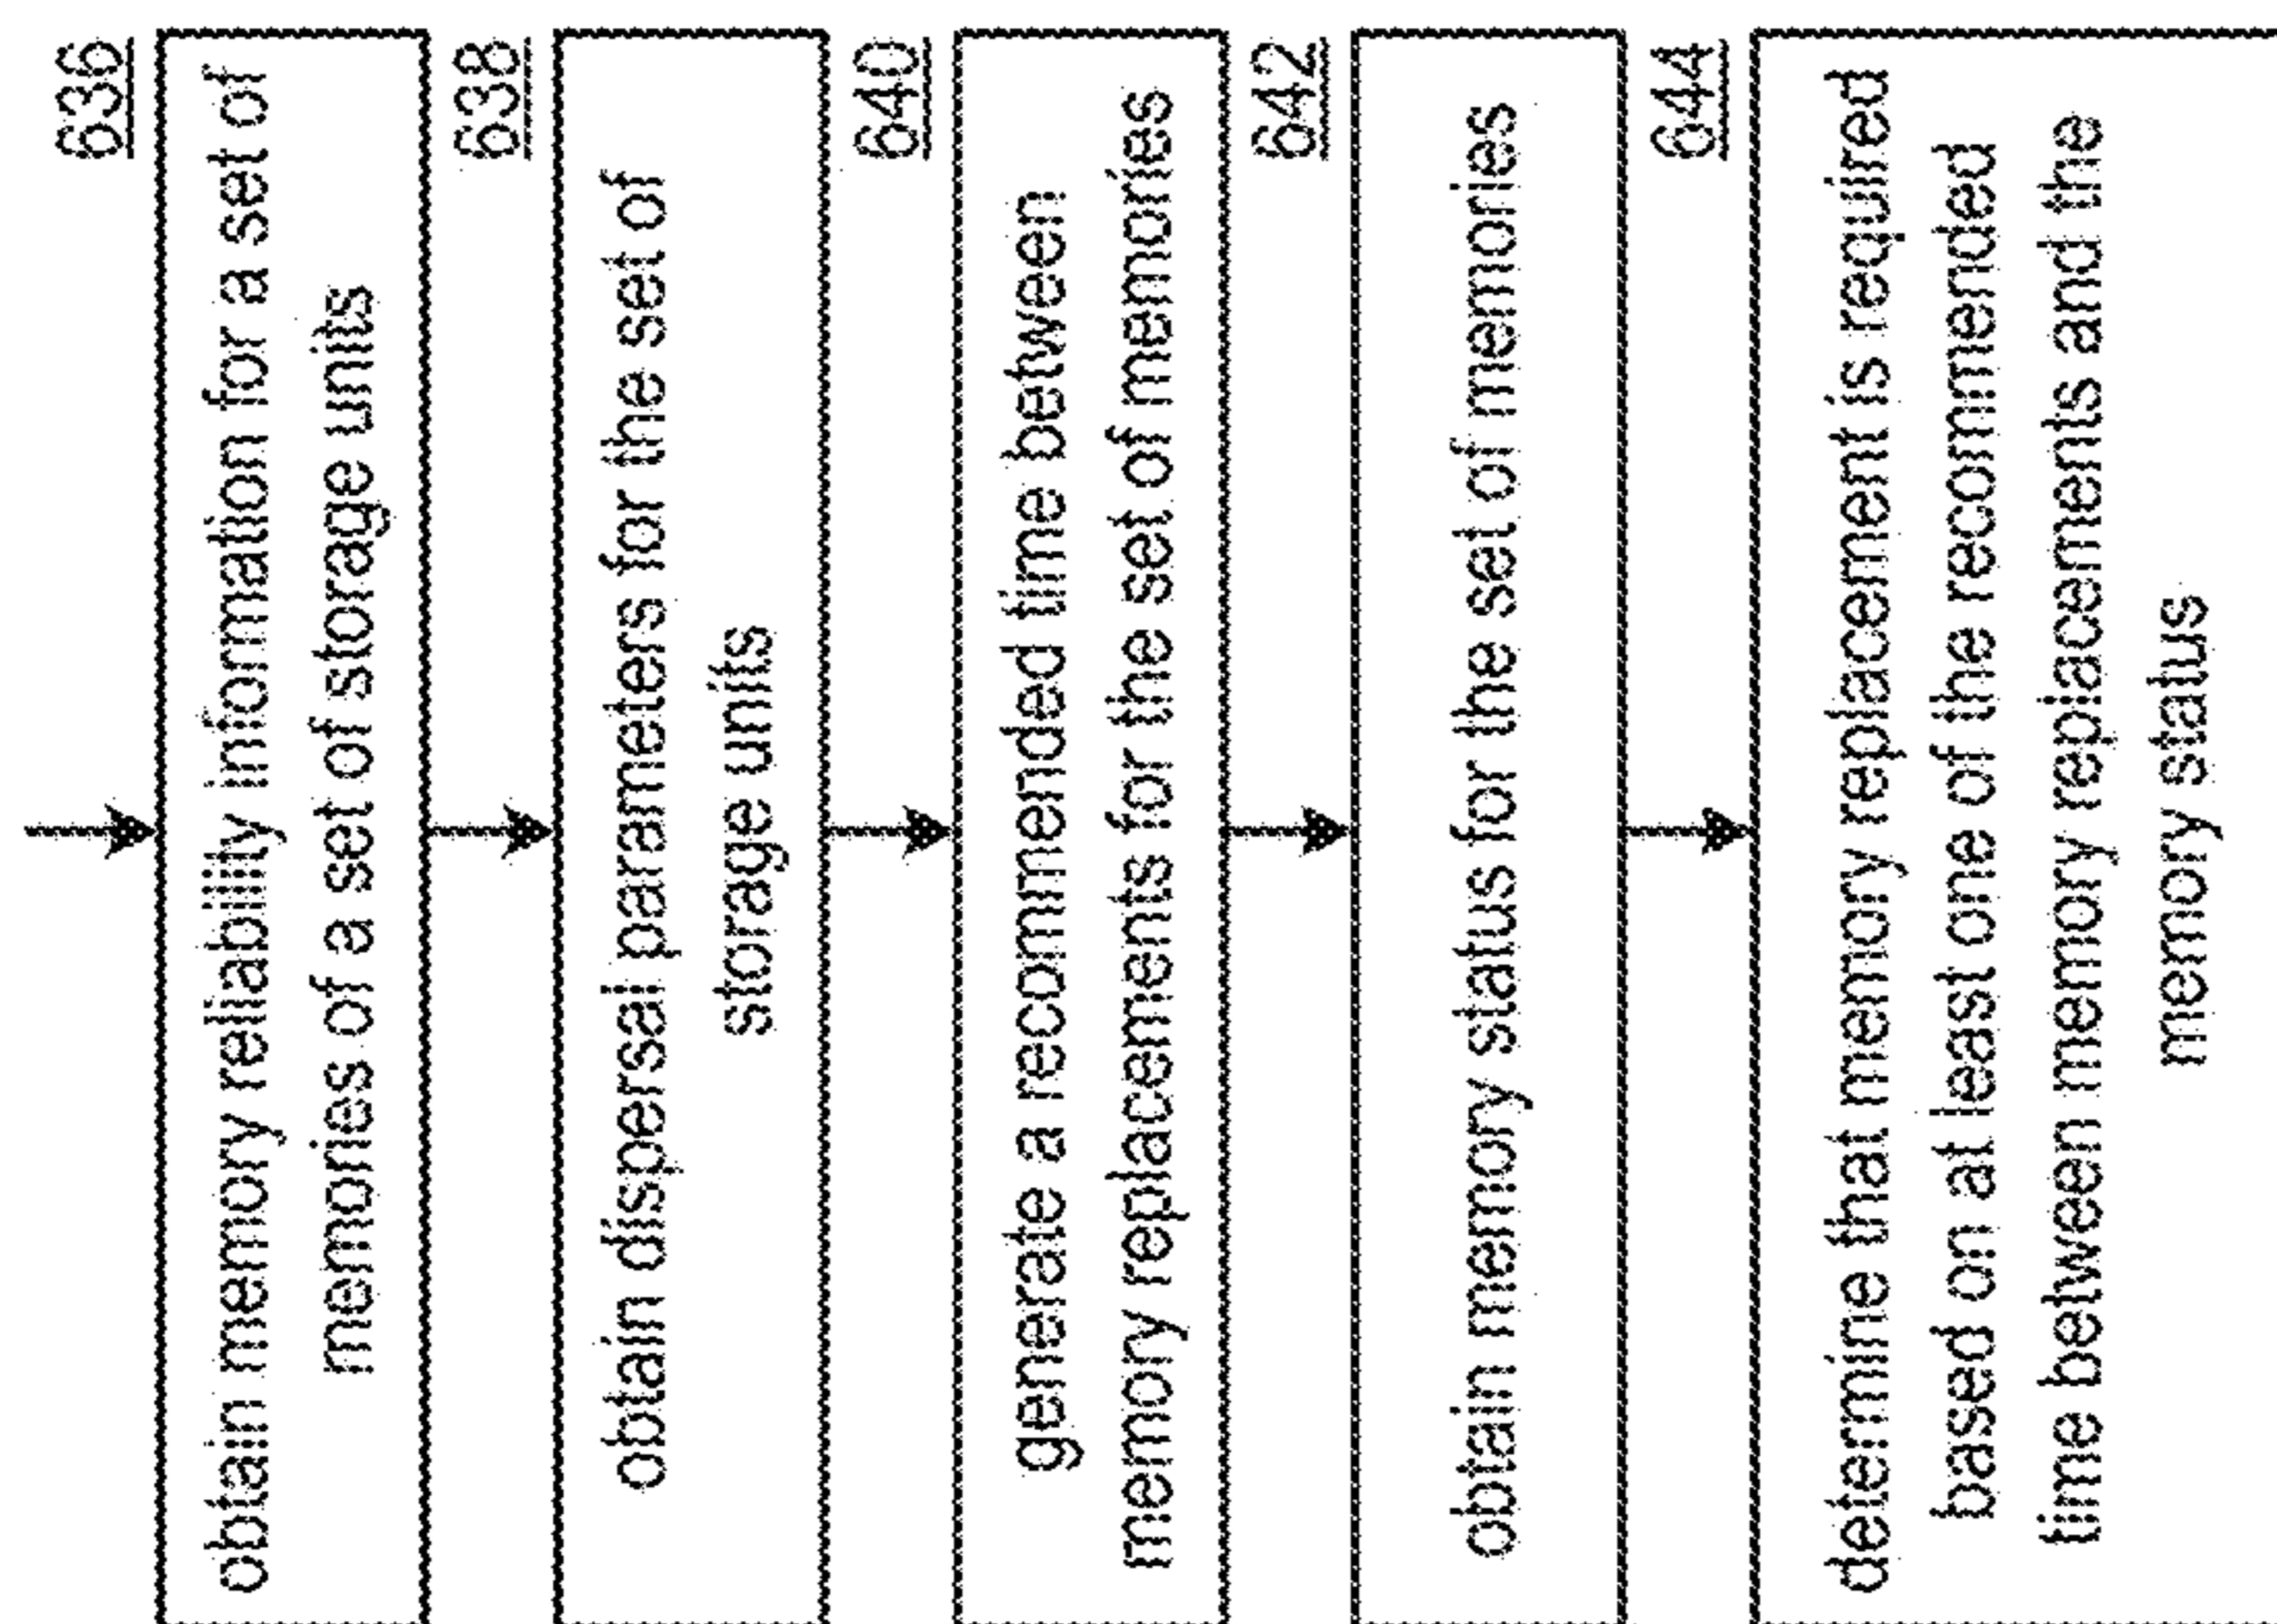 636
obtain memory reliability information for a set of
memories of a set of storage units
638
obtain dispersal parameters for the set of
storage units
640
generate a recommended time between
memory replacements for the set of memories
642
obtain memory status for the set of memories
644
determine that memory replacement is required
based on at least one of the recommended
time between memory replacements and the
memory status